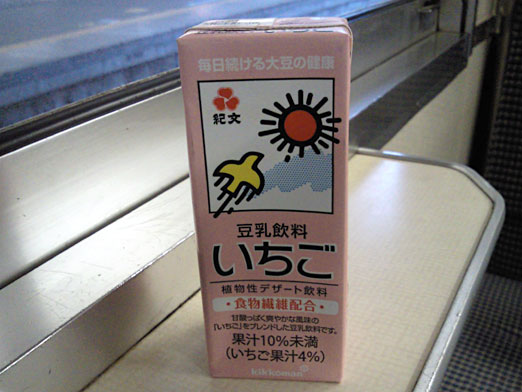 毎日続ける大豆の健康
紀文
豆乳飲料
いちご
植物性デザート飲料
・食物繊維配合・
甘酸っぱく爽やかな風味の
「いちご」をブレンドした豆乳飲料です。
果汁10%未満
(いちご果汁4%)
kikkoman